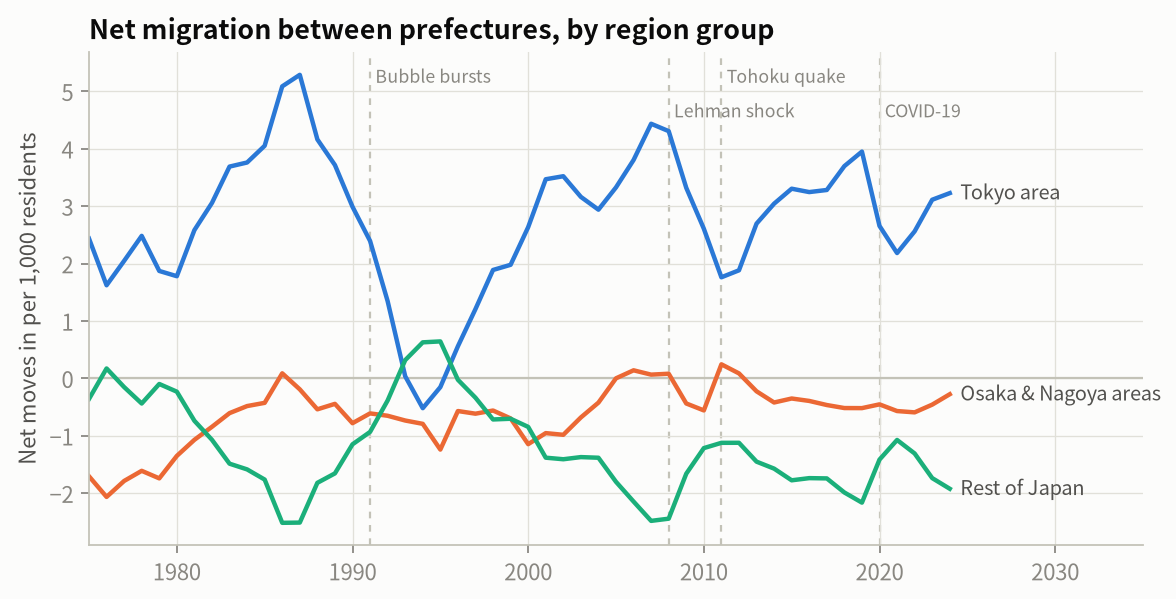 Net migration between prefectures, by region group
Net moves in per 1,000 residents
5
4
3
2
1
0
−1
−2
Bubble bursts
Tohoku quake
Lehman shock
COVID-19
Tokyo area
Osaka & Nagoya areas
Rest of Japan
1980
1990
2000
2010
2020
2030